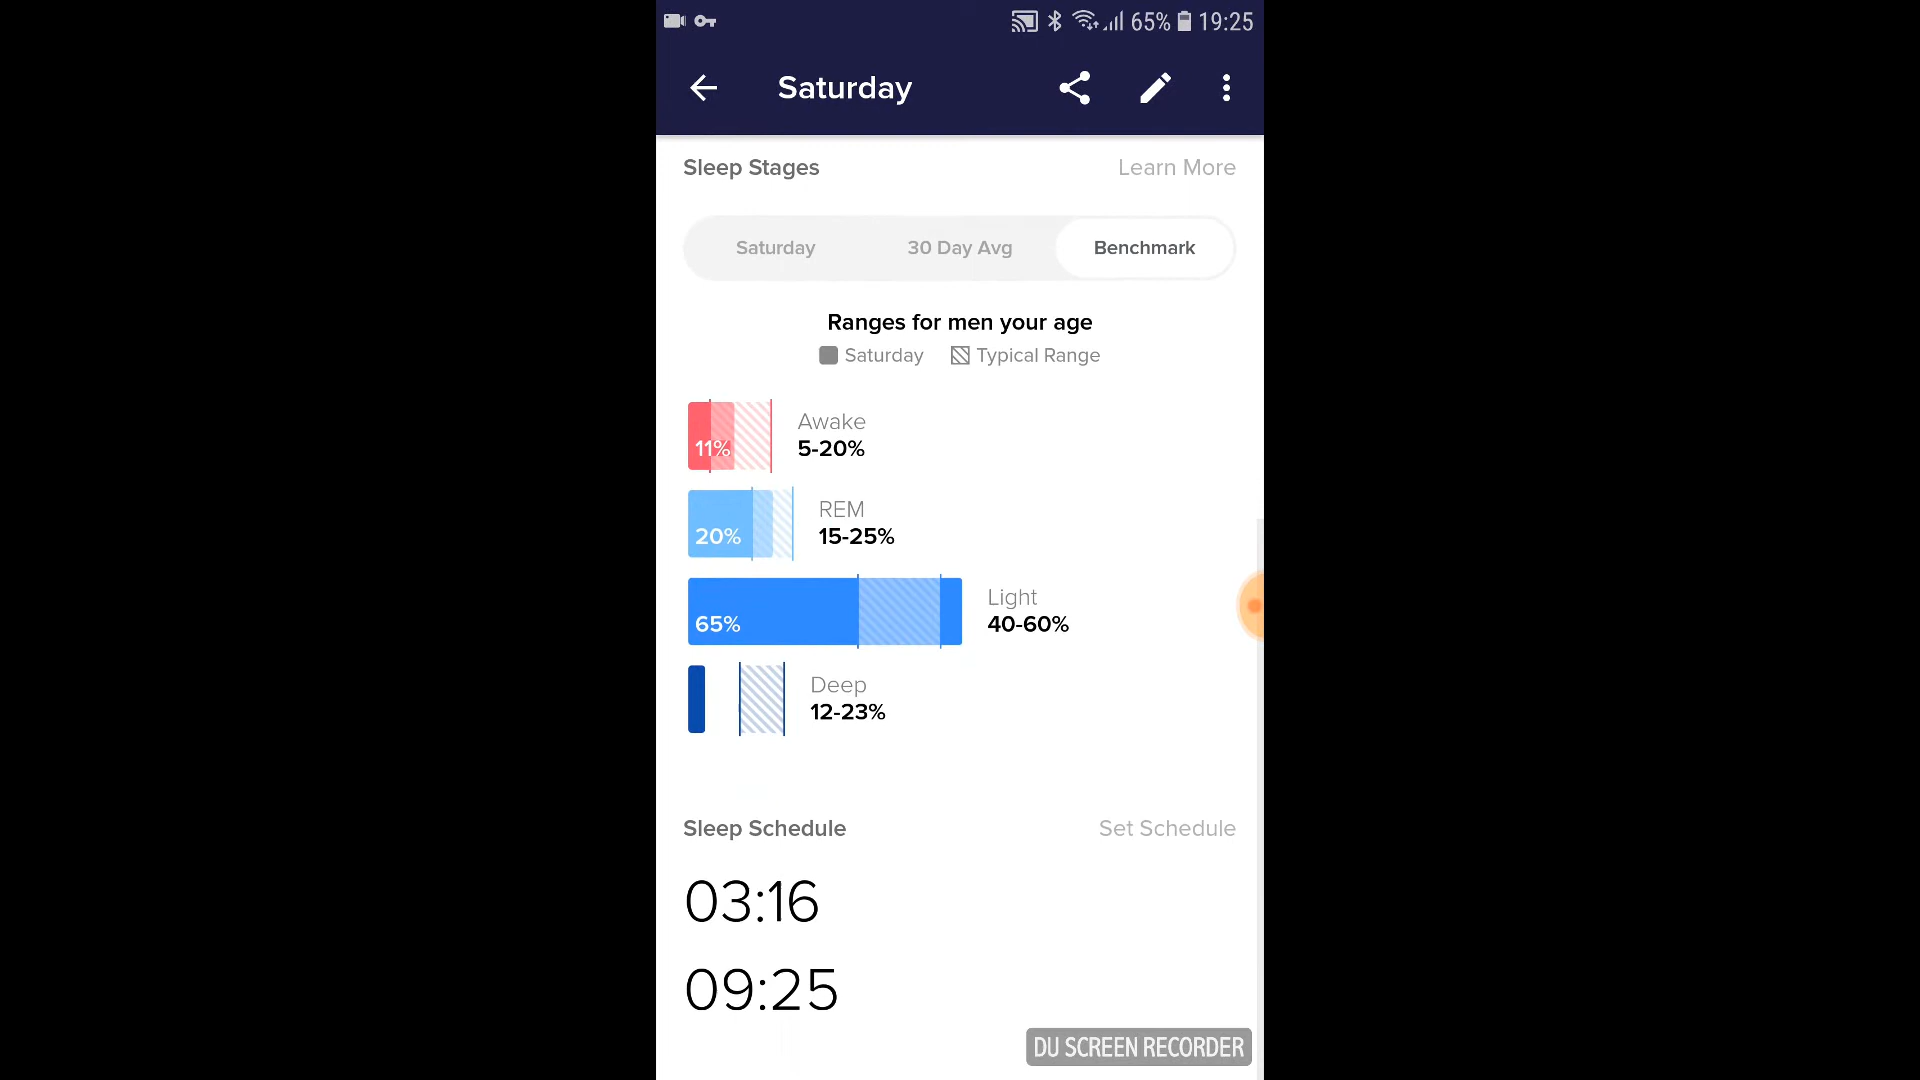 65% 19:25
Saturday
Sleep Stages Learn More
Saturday 30 Day Avg Benchmark
Ranges for men your age
Saturday Typical Range
Awake
11% 5-20%
REM
20% 15-25%
Light
65% 40-60%
Deep
12-23%
Sleep Schedule Set Schedule
03:16
09:25
DU SCREEN RECORDER